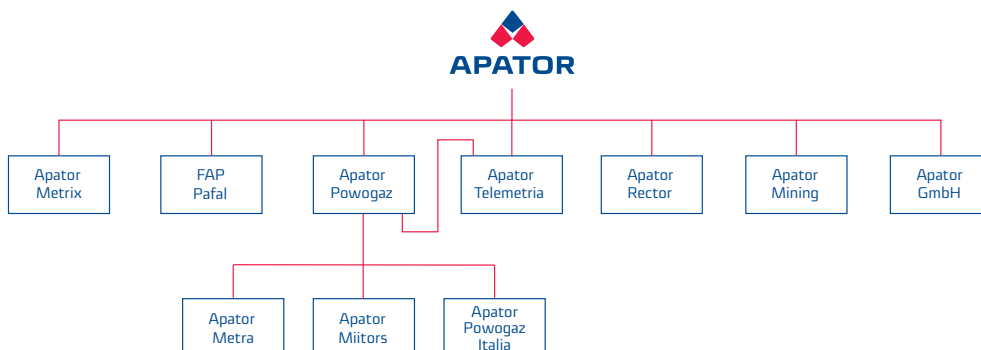 APATOR
Apator
Metrix
FAP
Pafal
Apator
Powogaz
Apator
Telemetria
Apator
Rector
Apator
Mining
Apator
GmbH
Apator
Metra
Apator
Miitors
Apator
Powogaz
Italia